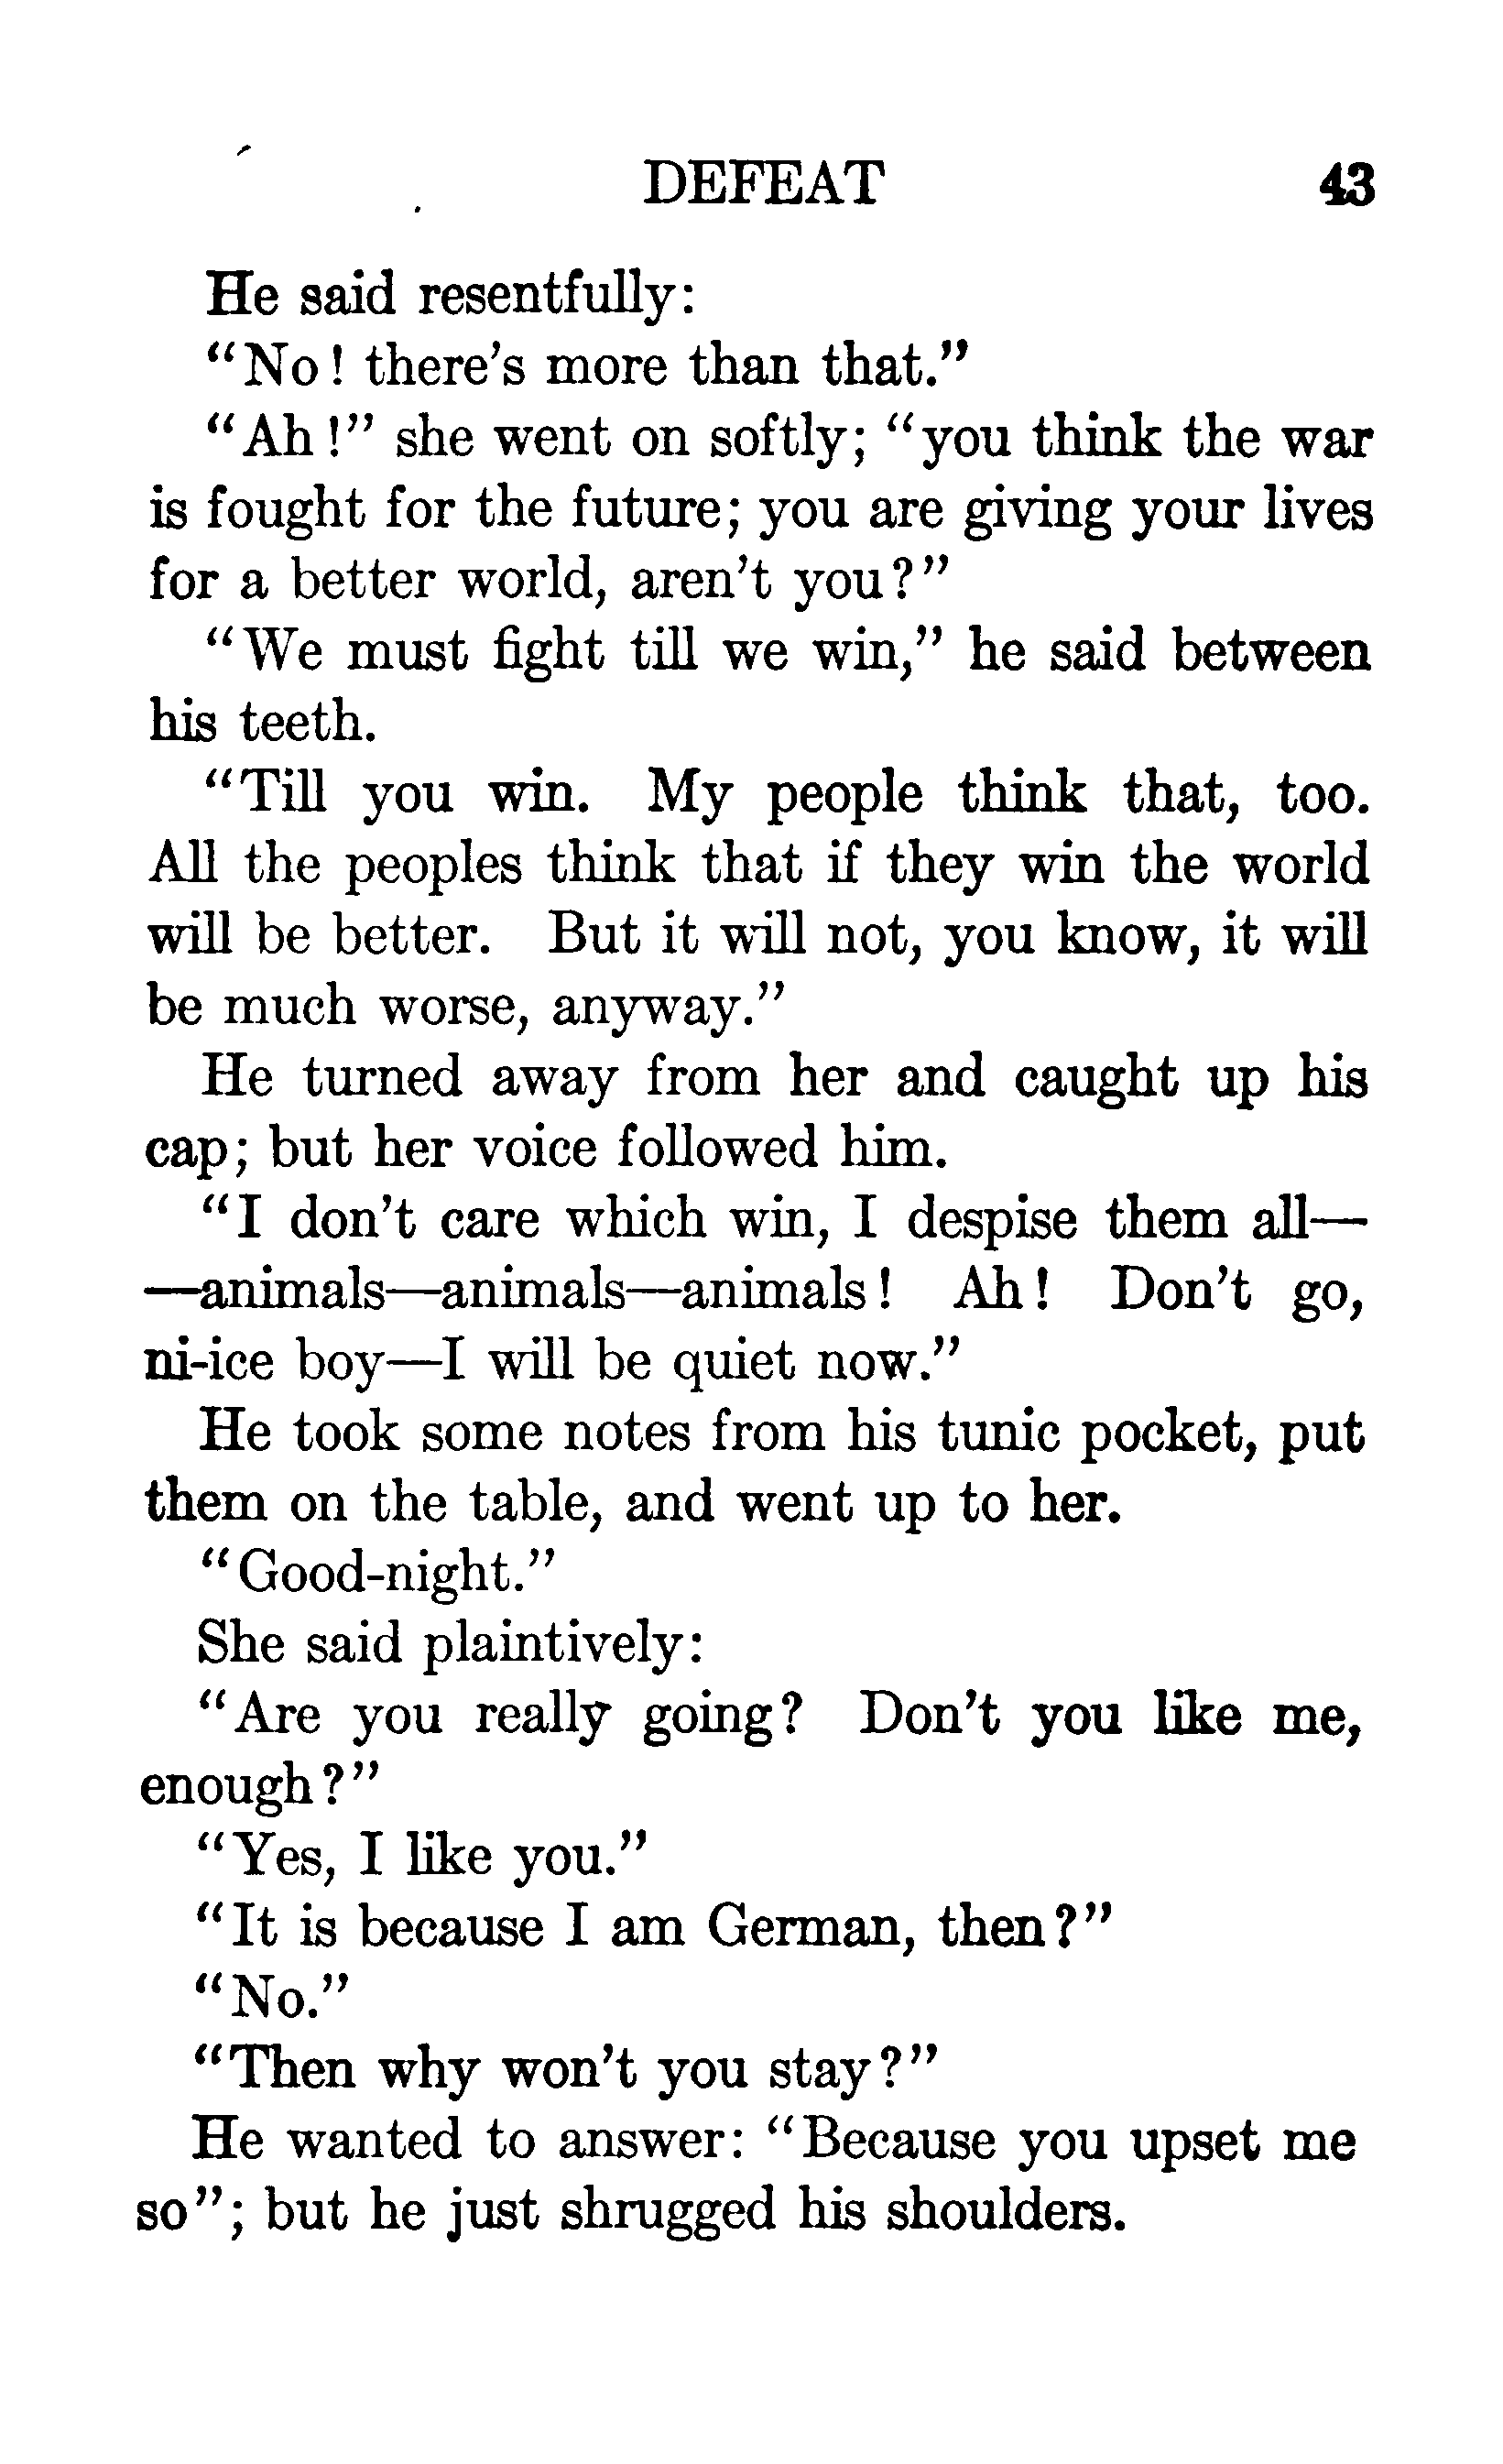 DEFEAT 43
He said resentfully:
“No! there’s more than that.”
“Ah!” she went on softly; “you think the war
is fought for the future; you are giving your lives
for a better world, aren’t you?”
“We must fight till we win,” he said between
his teeth.
“Till you win. My people think that, too.
All the peoples think that if they win the world
will be better. But it will not, you know, it will
be much worse, anyway.”
He turned away from her and caught up his
cap; but her voice followed him.
“I don’t care which win, I despise them all—
—animals—animals—animals! Ah! Don’t go,
ni-ice boy—I will be quiet now.”
He took some notes from his tunic pocket, put
them on the table, and went up to her.
“Good-night.”
She said plaintively:
“Are you really going? Don’t you like me,
enough?”
“Yes, I like you.”
“It is because I am German, then?”
“No.”
“Then why won’t you stay?”
He wanted to answer: “Because you upset me
so”; but he just shrugged his shoulders.